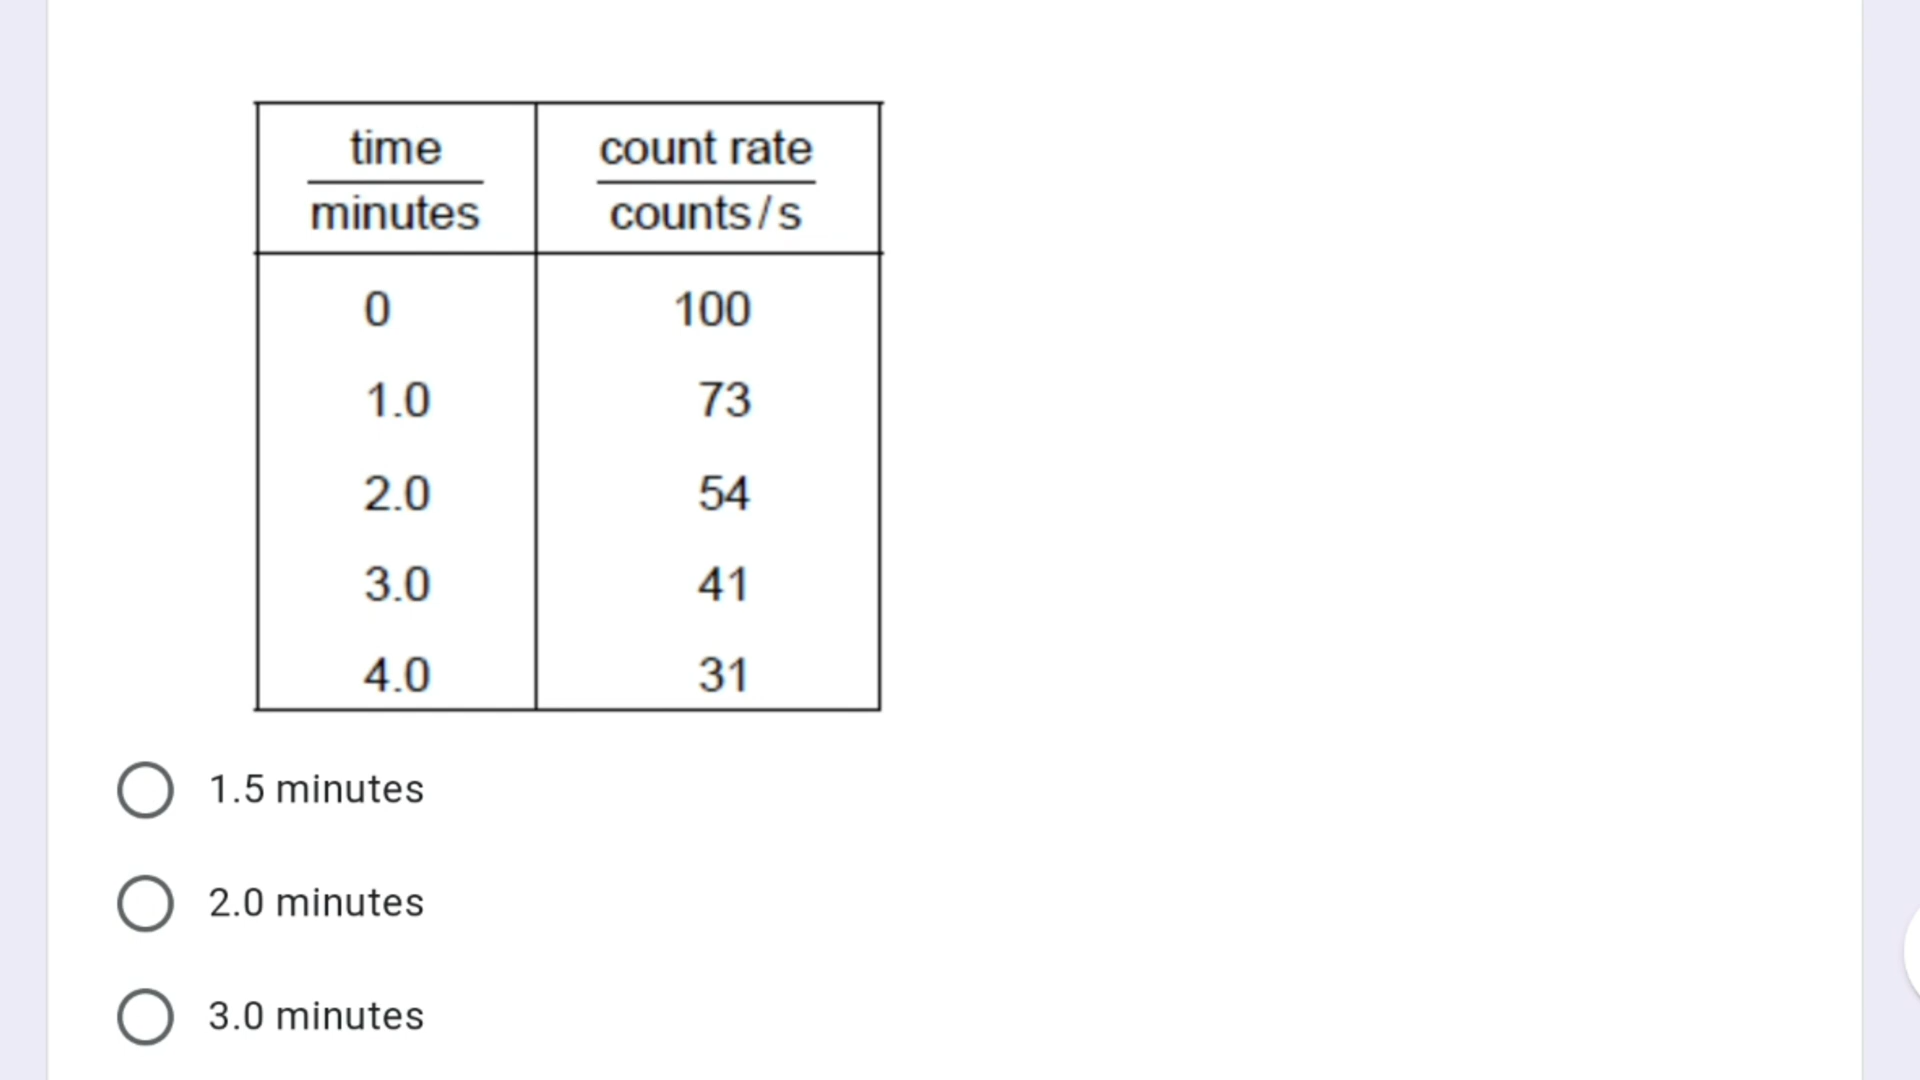 time count rate
minutes counts/s
0 100
1.0 73
2.0 54
3.0 41
4.0 31
1.5 minutes
2.0 minutes
3.0 minutes